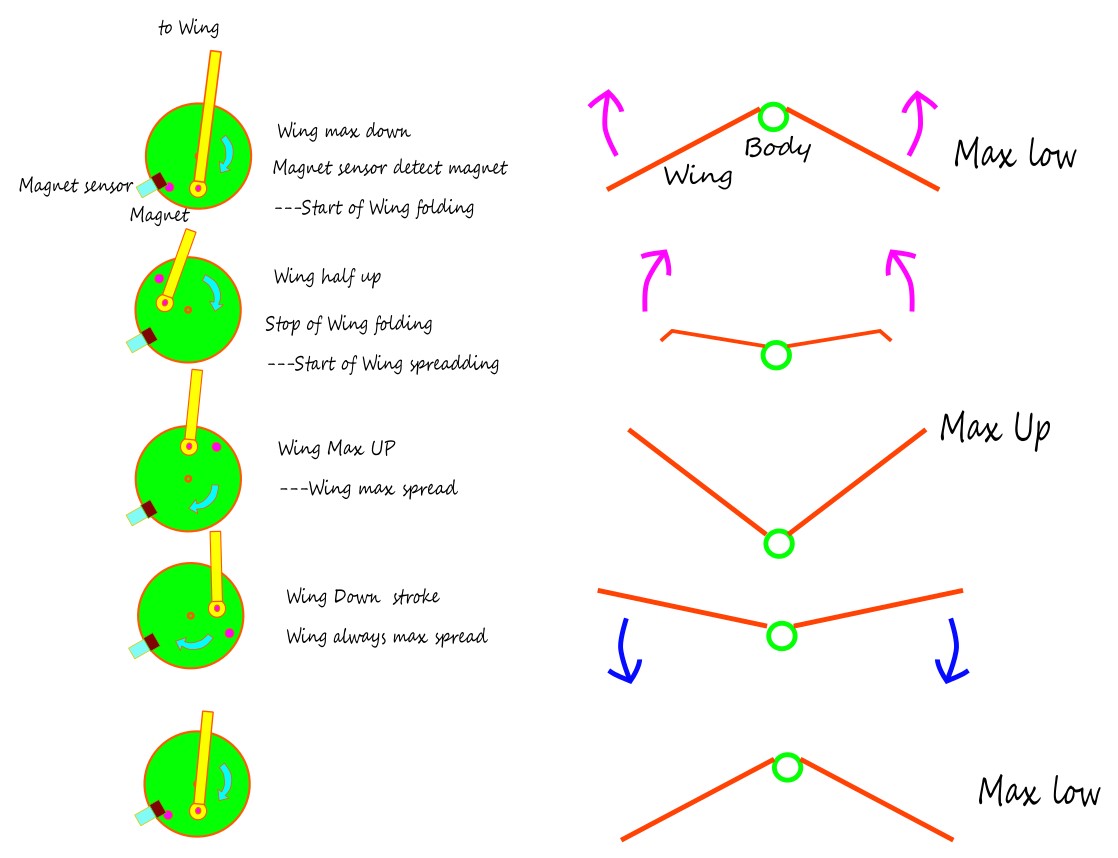 to Wing
Wing max down
Magnet sensor detect magnet
---Start of Wing folding
Magnet sensor
Magnet
Body
Wing
Max low
Wing half up
Stop of Wing folding
---Start of Wing spreadding
Wing Max UP
---Wing max spread
Max Up
Wing Down stroke
Wing always max spread
Max low